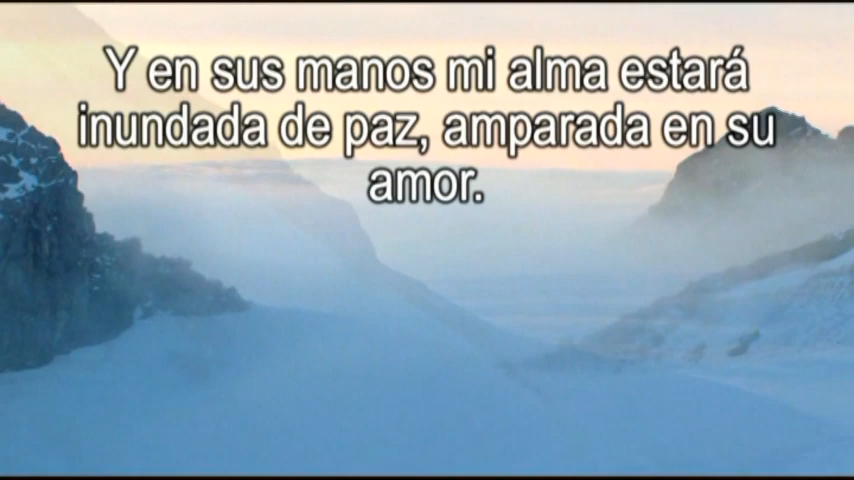 Y en sus manos mi alma estará
inundada de paz, amparada en su
amor.